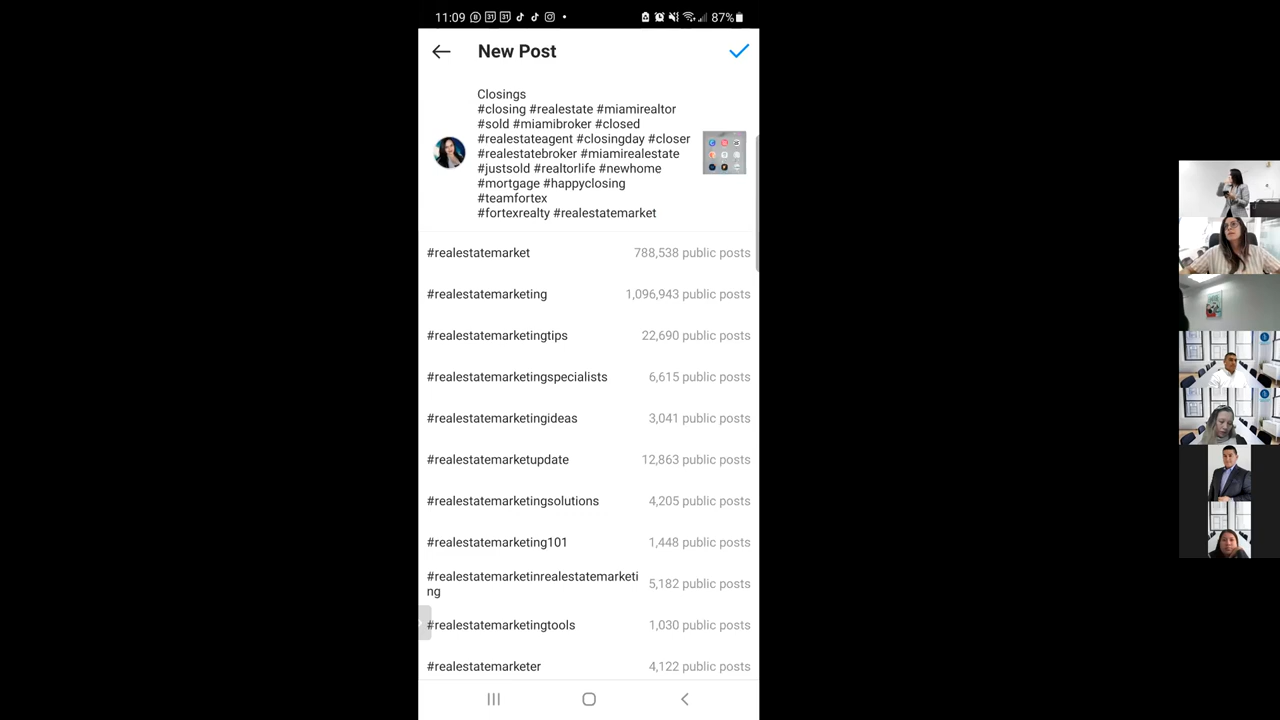 11:09
87%
New Post
Closings
#closing #realestate #miamirealtor
#sold #miamibroker #closed
#realestateagent #closingday #closer
#realestatebroker #miamirealestate
#justsold #realtorlife #newhome
#mortgage #happyclosing
#teamfortex
#fortexrealty #realestatemarket
#realestatemarket 788,538 public posts
#realestatemarketing 1,096,943 public posts
#realestatemarketingtips 22,690 public posts
#realestatemarketingspecialists 6,615 public posts
#realestatemarketingideas 3,041 public posts
#realestatemarketupdate 12,863 public posts
#realestatemarketingsolutions 4,205 public posts
#realestatemarketing101 1,448 public posts
#realestatemarketinrealestatemarketi
ng 5,182 public posts
#realestatemarketingtools 1,030 public posts
#realestatemarketer 4,122 public posts